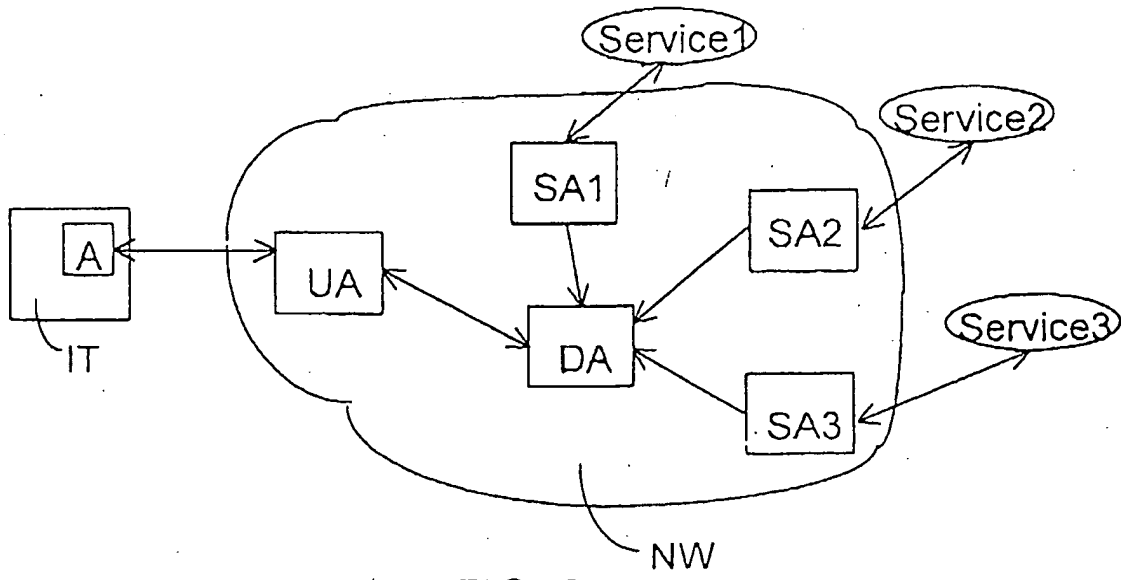 Service1
Service2
SA1
SA2
A
UA
Service3
DA
IT
SA3
NW